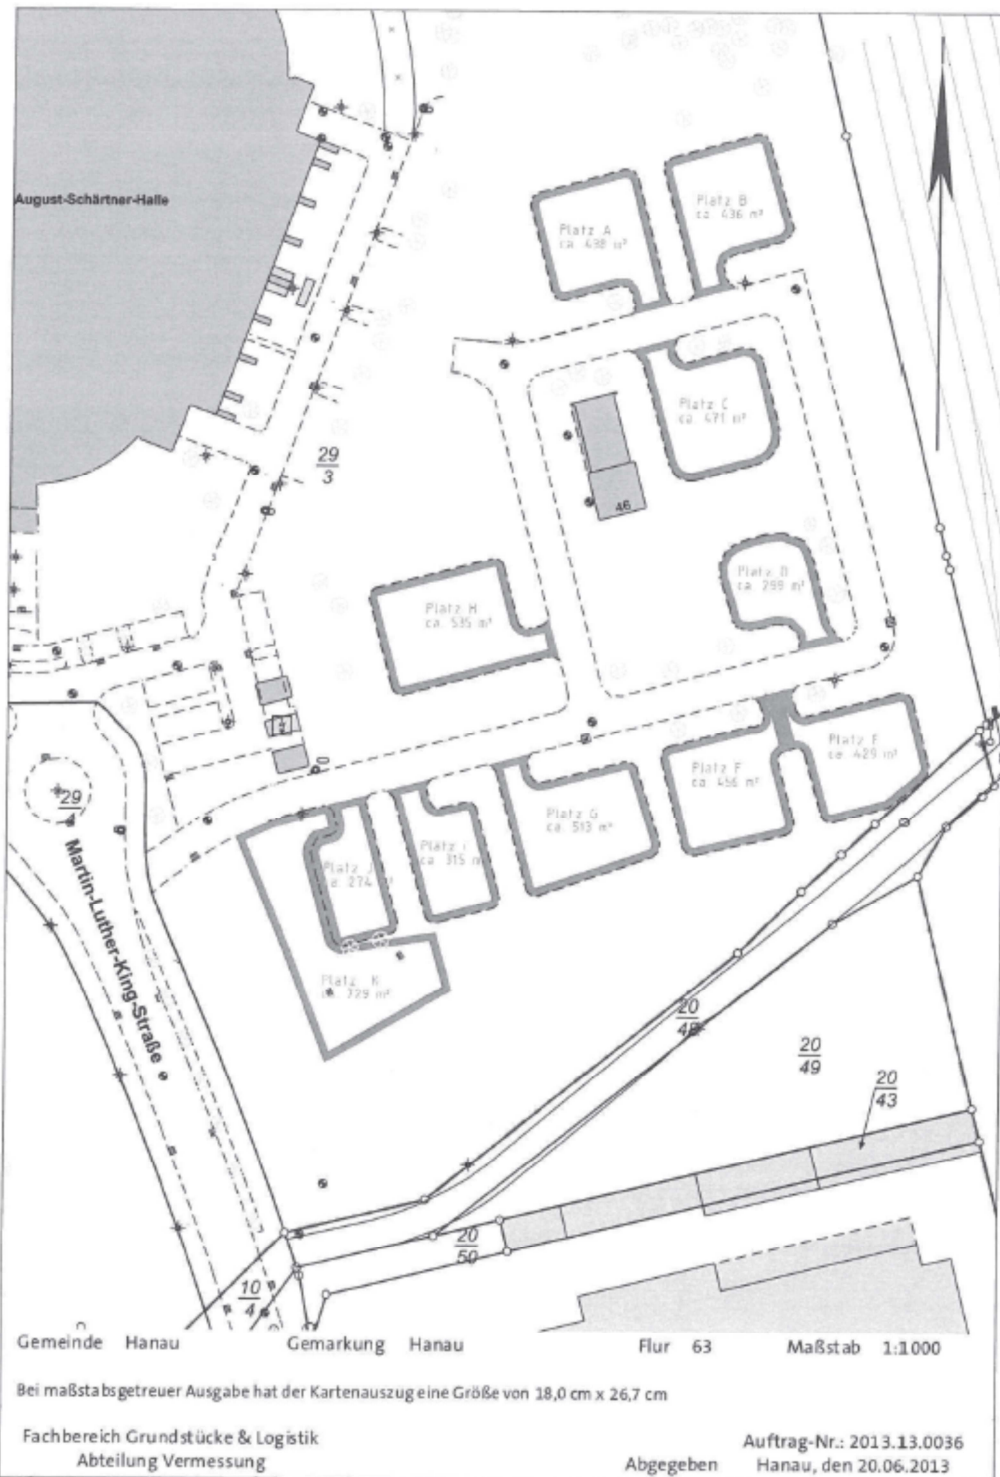 August-Schärtner-Halle
Platz B
ca. 436 m²
Platz A
ca. 438 m²
Platz C
ca. 471 m²
29
3
46
Platz D
ca. 299 m²
Platz H
ca. 535 m²
Platz E
ca. 429 m²
Platz F
ca. 456 m²
29
Platz G
ca. 513 m²
Platz I
ca. 315 m
Platz J
ca. 274 m²
Martin-Luther-King-Straße
Platz K
ca. 729 m²
20
48
20
49
20
43
20
50
10
4
Gemeinde Hanau Gemarkung Hanau Flur 63 Maßstab 1:1000
Bei maßstabsgetreuer Ausgabe hat der Kartenauszug eine Größe von 18,0 cm x 26,7 cm
Fachbereich Grundstücke & Logistik
Abteilung Vermessung
Auftrag-Nr.: 2013.13.0036
Abgegeben Hanau, den 20.06.2013